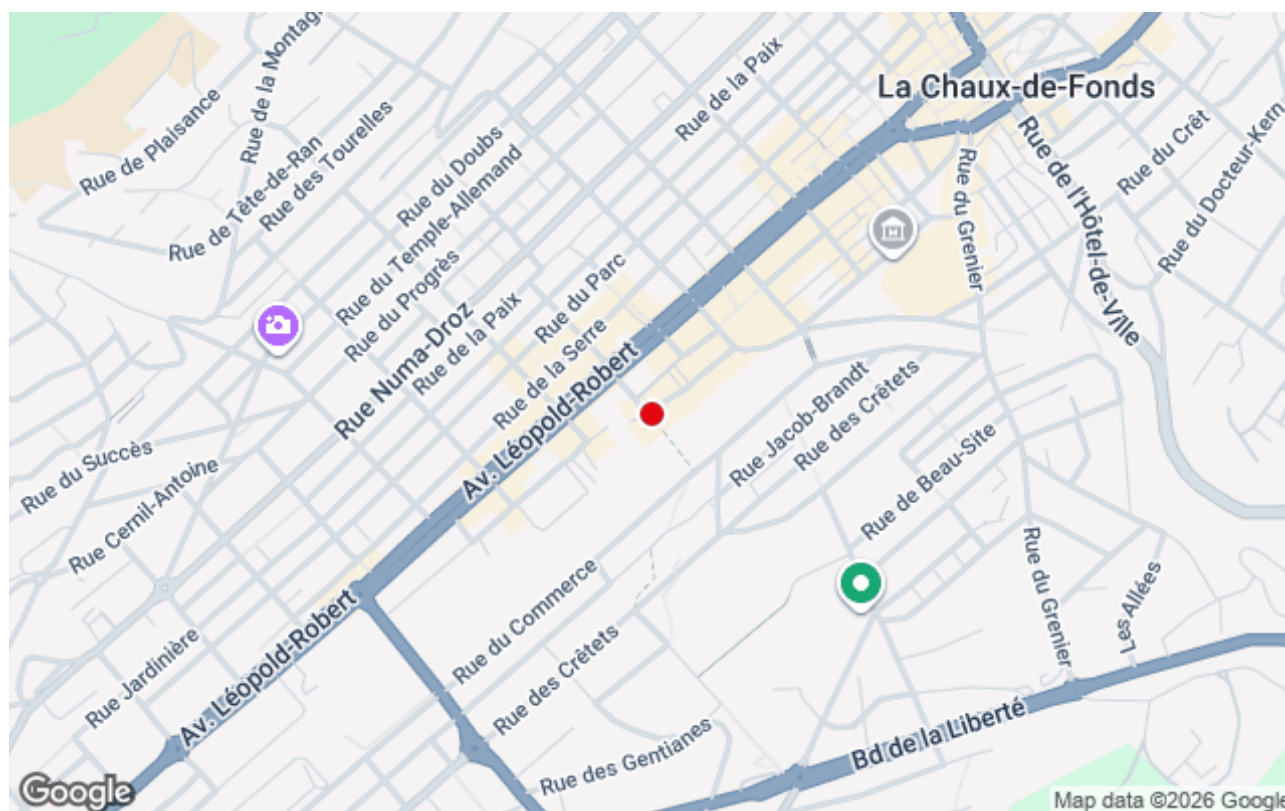 Rue de la Montag
Rue de Plaisance
Rue de Tête-de-Ran
Rue des Tourelles
Rue du Doubs
Rue du Temple-Allemand
Rue du Progrès
Rue de la Paix
La Chaux-de-Fonds
Rue du Grenier
Rue de l'Hôtel-de-Ville
Rue du Crêt
Rue du Docteur-Kern
Rue Numa-Droz
Rue de la Paix
Rue du Parc
Rue de la Serre
Av. Léopold-Robert
Rue Jacob-Brandt
Rue des Crêtets
Rue de Beau-Site
Rue du Succès
Rue Cernil-Antoine
Rue du Grenier
Les Allées
Rue du Commerce
Rue des Crêtets
Rue Jardinière
Av. Léopold-Robert
Rue des Gentianes
Bd de la Liberté
Google
Map data ©2026 Google